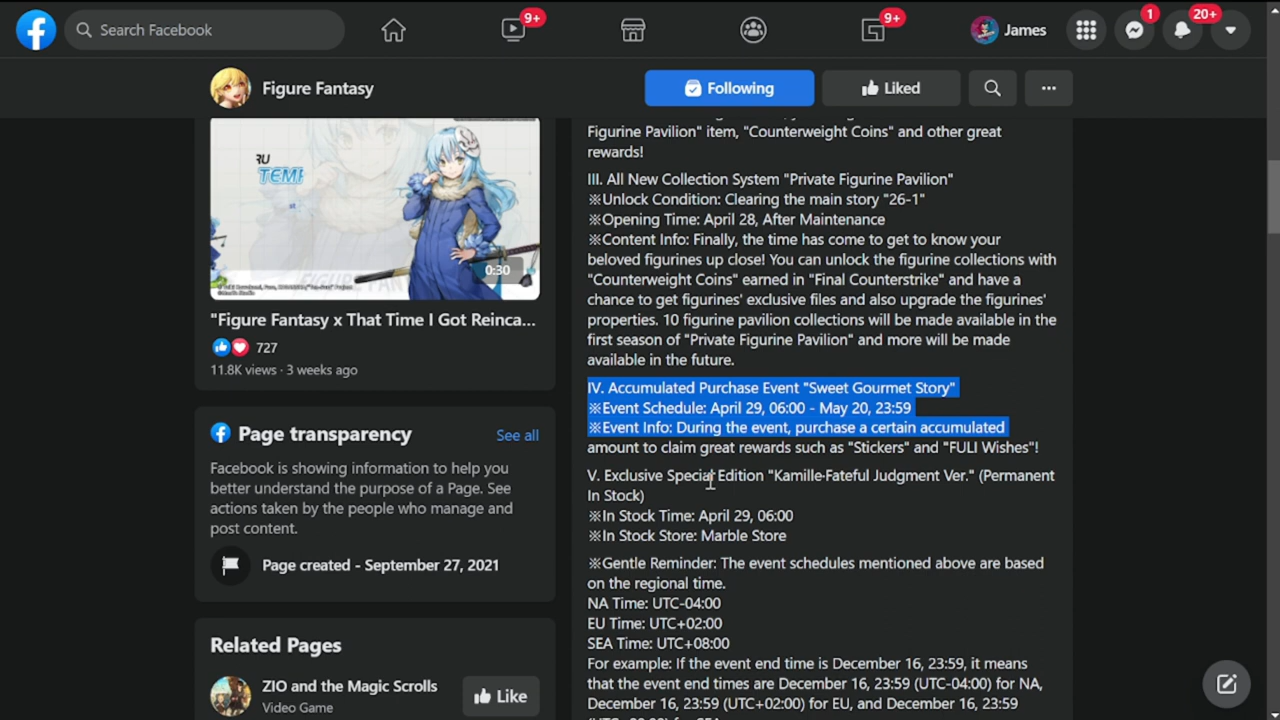 Search Facebook
9+
9+
James
1
20+
Figure Fantasy
Following
Liked
RU
TEMP
0:30
"Figure Fantasy x That Time I Got Reinca...
727
11.8K views · 3 weeks ago
Page transparency
See all
Facebook is showing information to help you
better understand the purpose of a Page. See
actions taken by the people who manage and
post content.
Page created - September 27, 2021
Related Pages
ZIO and the Magic Scrolls
Video Game
Like
Figurine Pavilion" item, "Counterweight Coins" and other great
rewards!
III. All New Collection System "Private Figurine Pavilion"
※Unlock Condition: Clearing the main story "26-1"
※Opening Time: April 28, After Maintenance
※Content Info: Finally, the time has come to get to know your
beloved figurines up close! You can unlock the figurine collections with
"Counterweight Coins" earned in "Final Counterstrike" and have a
chance to get figurines' exclusive files and also upgrade the figurines'
properties. 10 figurine pavilion collections will be made available in the
first season of "Private Figurine Pavilion" and more will be made
available in the future.
IV. Accumulated Purchase Event "Sweet Gourmet Story"
※Event Schedule: April 29, 06:00 - May 20, 23:59
※Event Info: During the event, purchase a certain accumulated
amount to claim great rewards such as "Stickers" and "FULI Wishes"!
V. Exclusive Special Edition "Kamille·Fateful Judgment Ver." (Permanent
In Stock)
※In Stock Time: April 29, 06:00
※In Stock Store: Marble Store
※Gentle Reminder: The event schedules mentioned above are based
on the regional time.
NA Time: UTC-04:00
EU Time: UTC+02:00
SEA Time: UTC+08:00
For example: If the event end time is December 16, 23:59, it means
that the event end times are December 16, 23:59 (UTC-04:00) for NA,
December 16, 23:59 (UTC+02:00) for EU, and December 16, 23:59